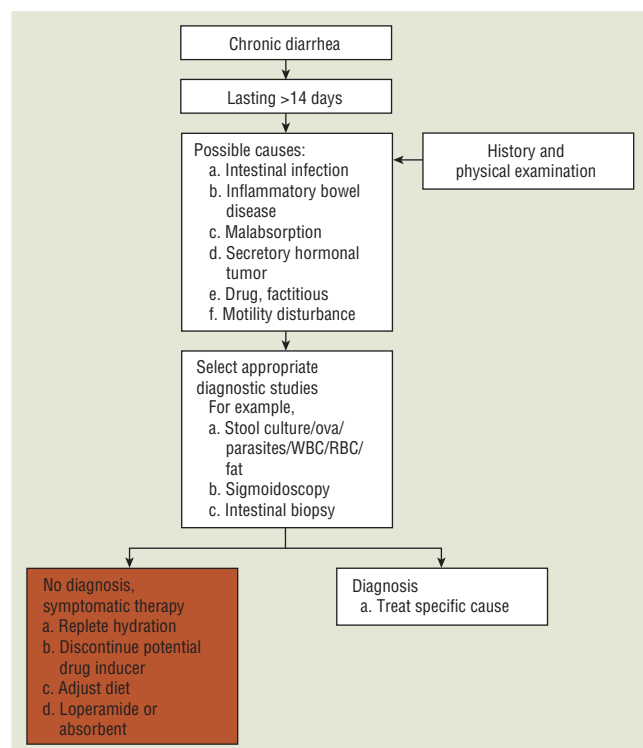 Chronic diarrhea
Lasting >14 days
Possible causes:
a. Intestinal infection
b. Inflammatory bowel
disease
c. Malabsorption
d. Secretory hormonal
tumor
e. Drug, factitious
f. Motility disturbance
History and
physical examination
Select appropriate
diagnostic studies
For example,
a. Stool culture/ova/
parasites/WBC/RBC/
fat
b. Sigmoidoscopy
c. Intestinal biopsy
No diagnosis,
symptomatic therapy
a. Replete hydration
b. Discontinue potential
drug inducer
c. Adjust diet
d. Loperamide or
absorbent
Diagnosis
a. Treat specific cause